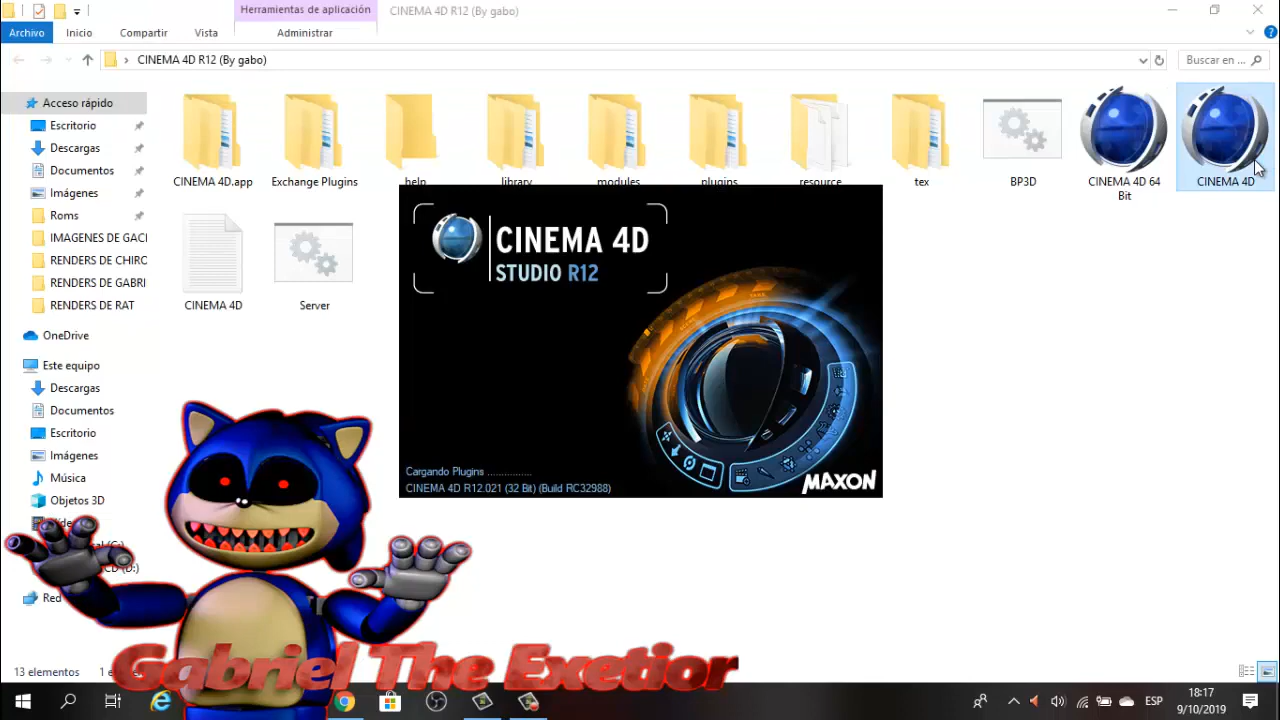 Herramientas de aplicación
CINEMA 4D R12 (By gabo)
Archivo
Inicio
Compartir
Vista
Administrar
CINEMA 4D R12 (By gabo)
Buscar en ...
Acceso rápido
Escritorio
Descargas
Documentos
Imágenes
Roms
IMAGENES DE GACI
RENDERS DE CHIRO
RENDERS DE GABRI
RENDERS DE RAT
OneDrive
Este equipo
Descargas
Documentos
Escritorio
Imágenes
Música
Objetos 3D
(D:)
Red
CINEMA 4D.app
Exchange Plugins
help
library
modules
plugins
resource
tex
BP3D
CINEMA 4D 64
Bit
CINEMA 4D
CINEMA 4D
Server
CINEMA 4D
STUDIO R12
Cargando Plugins ...............
CINEMA 4D R12.021 (32 Bit) (Build RC32988)
MAXON
Gabriel The Exetior
13 elementos
ESP
18:17
9/10/2019